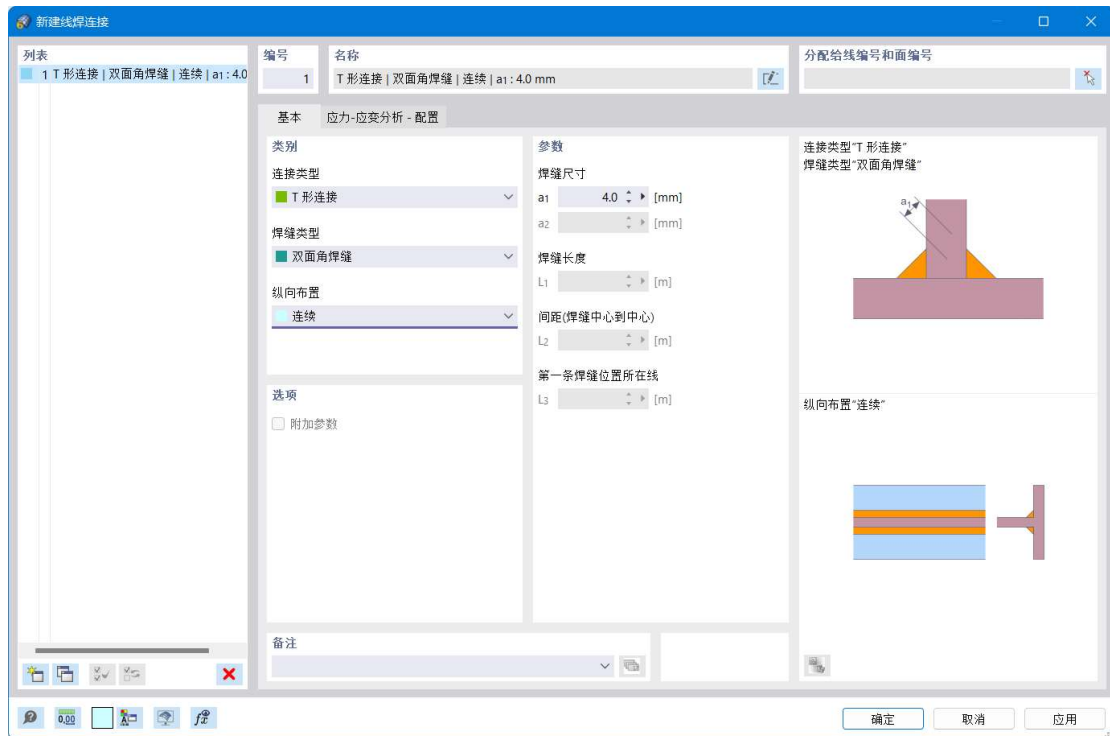 新建线焊连接
列表
1 T 形连接 | 双面角焊缝 | 连续 | a1 : 4.0
编号
1
名称
T 形连接 | 双面角焊缝 | 连续 | a1 : 4.0 mm
分配给线编号和面编号
基本
应力-应变分析 - 配置
类别
连接类型
T 形连接
焊缝类型
双面角焊缝
纵向布置
连续
选项
附加参数
参数
焊缝尺寸
a1 4.0 [mm]
a2 [mm]
焊缝长度
L1 [m]
间距(焊缝中心到中心)
L2 [m]
第一条焊缝位置所在线
L3 [m]
连接类型"T 形连接"
焊缝类型"双面角焊缝"
a1
纵向布置"连续"
备注
0,00
确定
取消
应用